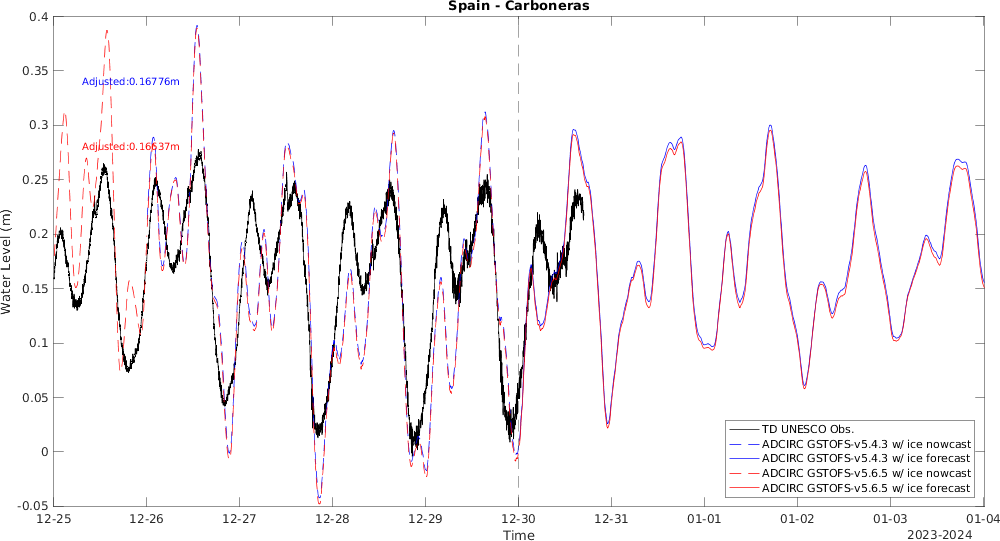 Spain - Carboneras
0.4
0.35
0.3
0.25
0.2
0.15
0.1
0.05
0
-0.05
Water Level (m)
Adjusted:0.16776m
Adjusted:0.16637m
TD UNESCO Obs.
ADCIRC GSTOFS-v5.4.3 w/ ice nowcast
ADCIRC GSTOFS-v5.4.3 w/ ice forecast
ADCIRC GSTOFS-v5.6.5 w/ ice nowcast
ADCIRC GSTOFS-v5.6.5 w/ ice forecast
12-25 12-26 12-27 12-28 12-29 12-30 12-31 01-01 01-02 01-03 01-04
Time
2023-2024